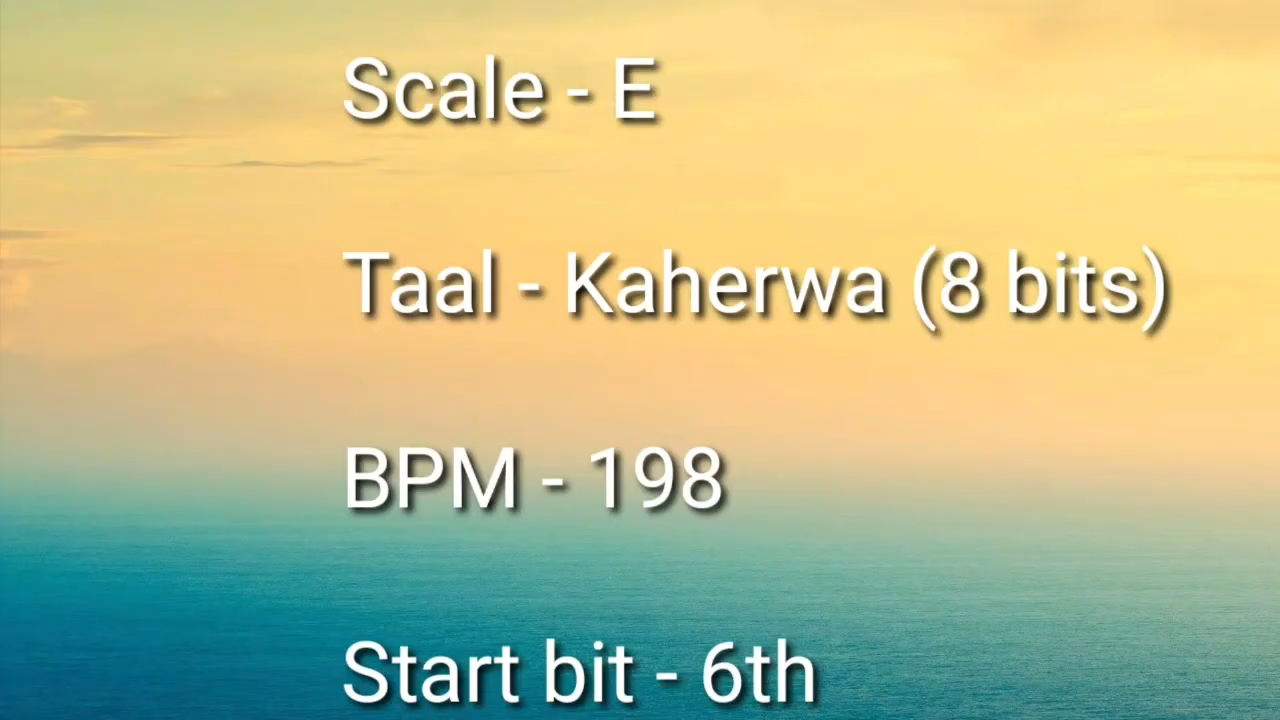 Scale - E
Taal - Kaherwa (8 bits)
BPM - 198
Start bit - 6th